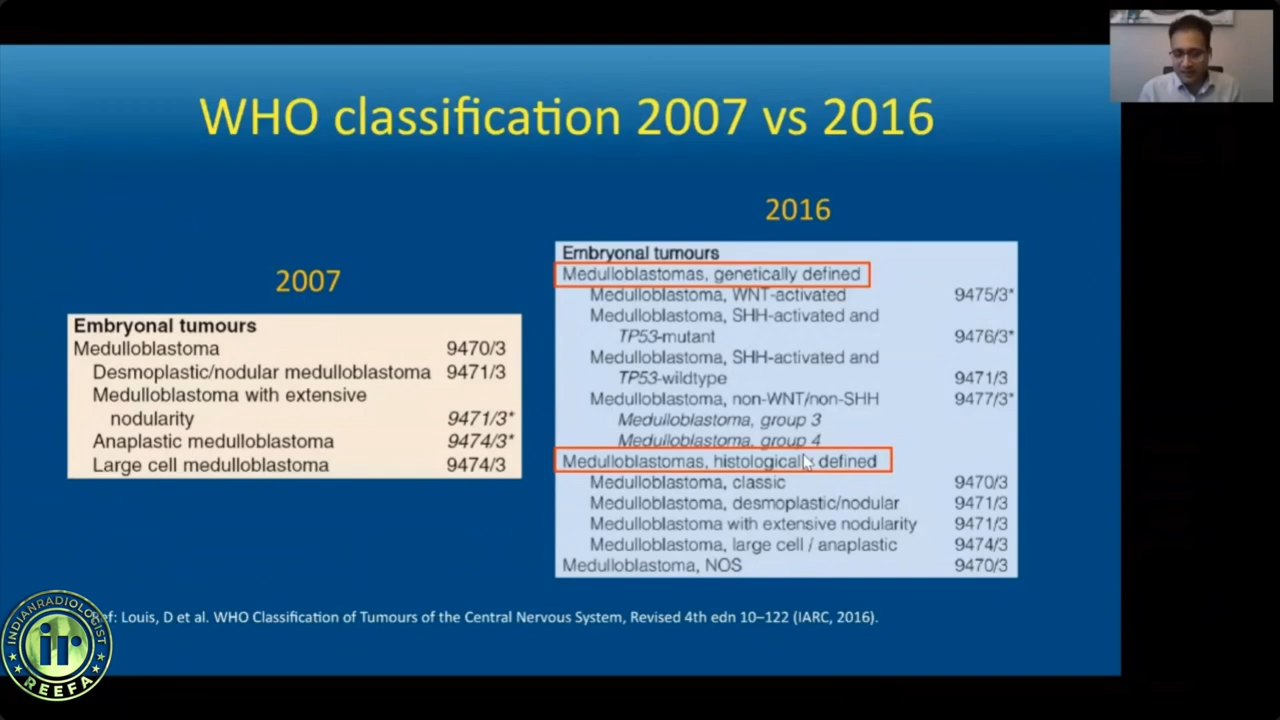 WHO classification 2007 vs 2016
2007
Embryonal tumours
Medulloblastoma 9470/3
Desmoplastic/nodular medulloblastoma 9471/3
Medulloblastoma with extensive
nodularity 9471/3*
Anaplastic medulloblastoma 9474/3*
Large cell medulloblastoma 9474/3
2016
Embryonal tumours
Medulloblastomas, genetically defined
Medulloblastoma, WNT-activated 9475/3*
Medulloblastoma, SHH-activated and
TP53-mutant 9476/3*
Medulloblastoma, SHH-activated and
TP53-wildtype 9471/3
Medulloblastoma, non-WNT/non-SHH 9477/3*
Medulloblastoma, group 3
Medulloblastoma, group 4
Medulloblastomas, histologically defined
Medulloblastoma, classic 9470/3
Medulloblastoma, desmoplastic/nodular 9471/3
Medulloblastoma with extensive nodularity 9471/3
Medulloblastoma, large cell / anaplastic 9474/3
Medulloblastoma, NOS 9470/3
ef: Louis, D et al. WHO Classification of Tumours of the Central Nervous System, Revised 4th edn 10–122 (IARC, 2016).
INDIANRADIOLOGIST
ir
REEFA